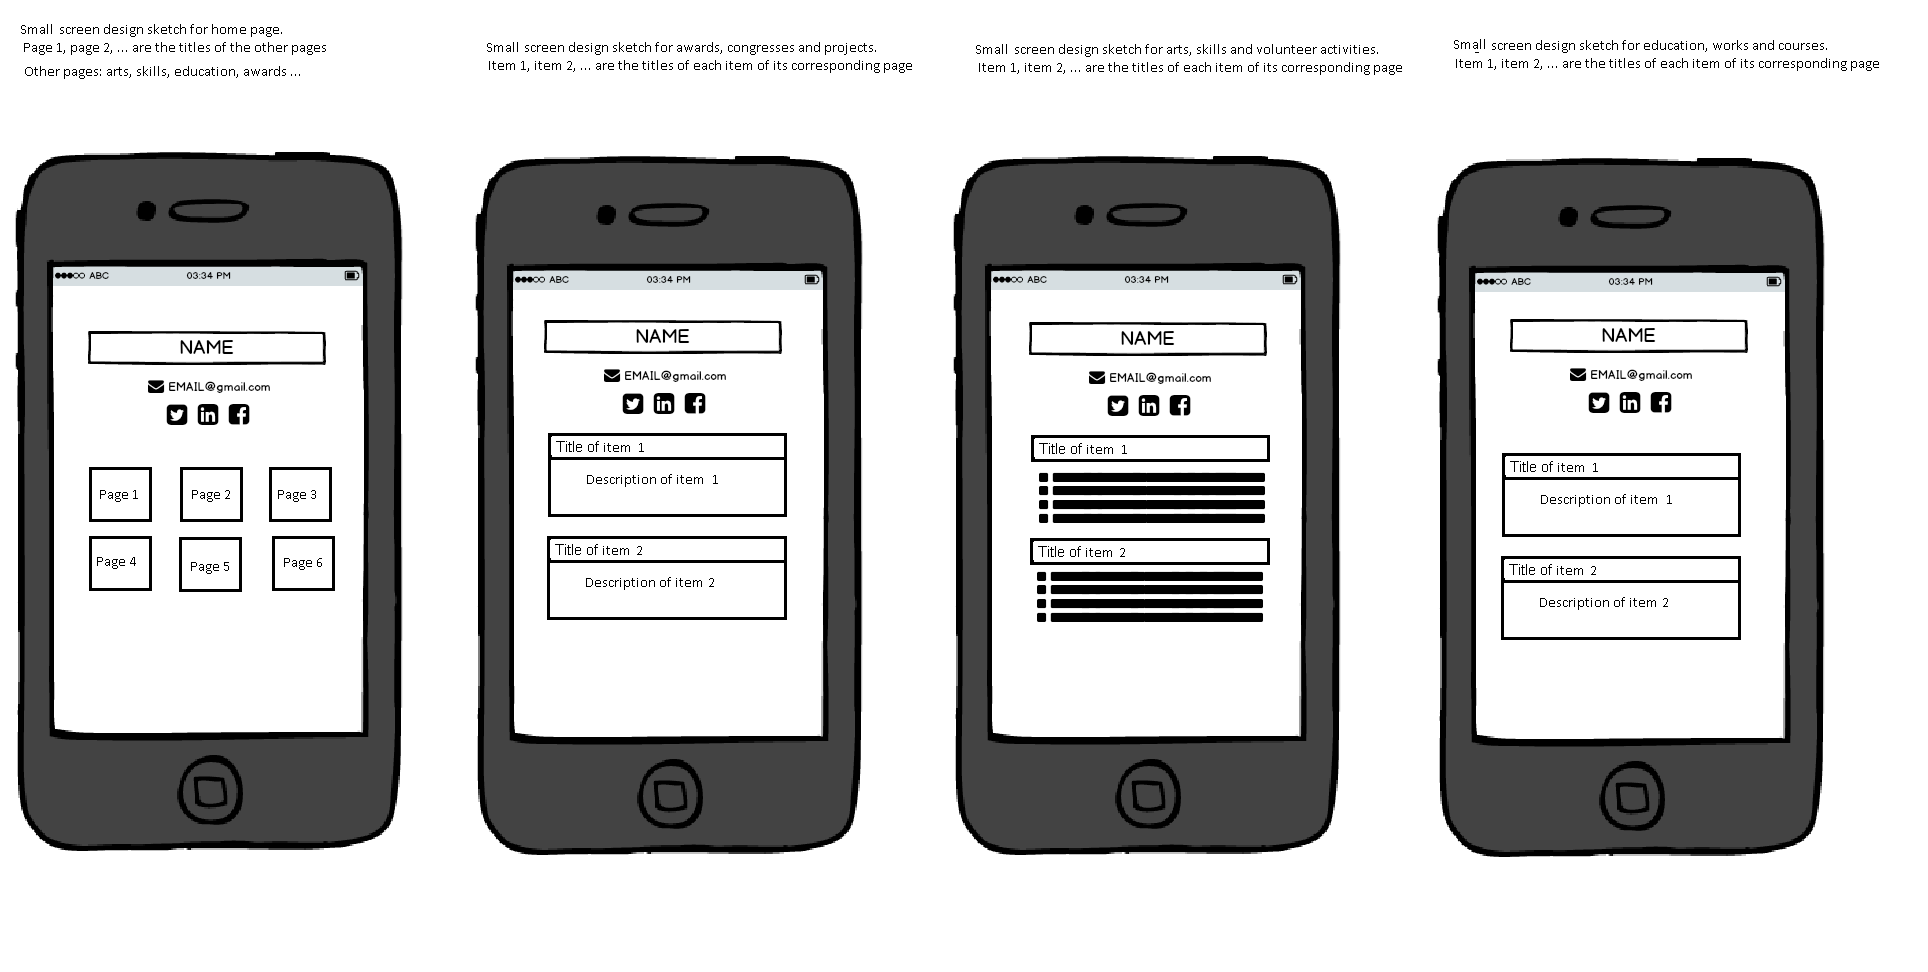 Small screen design sketch for home page.
Page 1, page 2, ... are the titles of the other pages
Other pages: arts, skills, education, awards ...
Small screen design sketch for awards, congresses and projects.
Item 1, item 2, ... are the titles of each item of its corresponding page
Small screen design sketch for arts, skills and volunteer activities.
Item 1, item 2, ... are the titles of each item of its corresponding page
Small screen design sketch for education, works and courses.
Item 1, item 2, ... are the titles of each item of its corresponding page
ABC 03:34 PM
NAME
EMAIL@gmail.com
in
Page 1 Page 2 Page 3
Page 4 Page 5 Page 6
ABC 03:34 PM
NAME
EMAIL@gmail.com
in
Title of item 1
Description of item 1
Title of item 2
Description of item 2
ABC 03:34 PM
NAME
EMAIL@gmail.com
in
Title of item 1
Title of item 2
ABC 03:34 PM
NAME
EMAIL@gmail.com
in
Title of item 1
Description of item 1
Title of item 2
Description of item 2